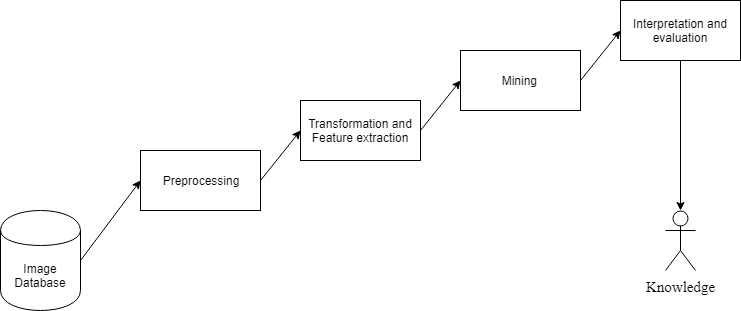 Interpretation and
evaluation
Mining
Transformation and
Feature extraction
Preprocessing
Image
Database
Knowledge